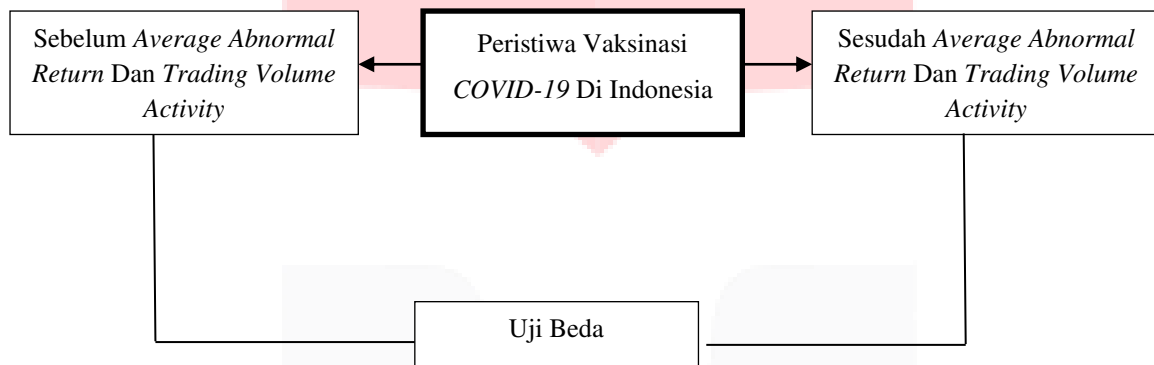 Sebelum Average Abnormal
Return Dan Trading Volume
Activity
Peristiwa Vaksinasi
COVID-19 Di Indonesia
Sesudah Average Abnormal
Return Dan Trading Volume
Activity
Uji Beda